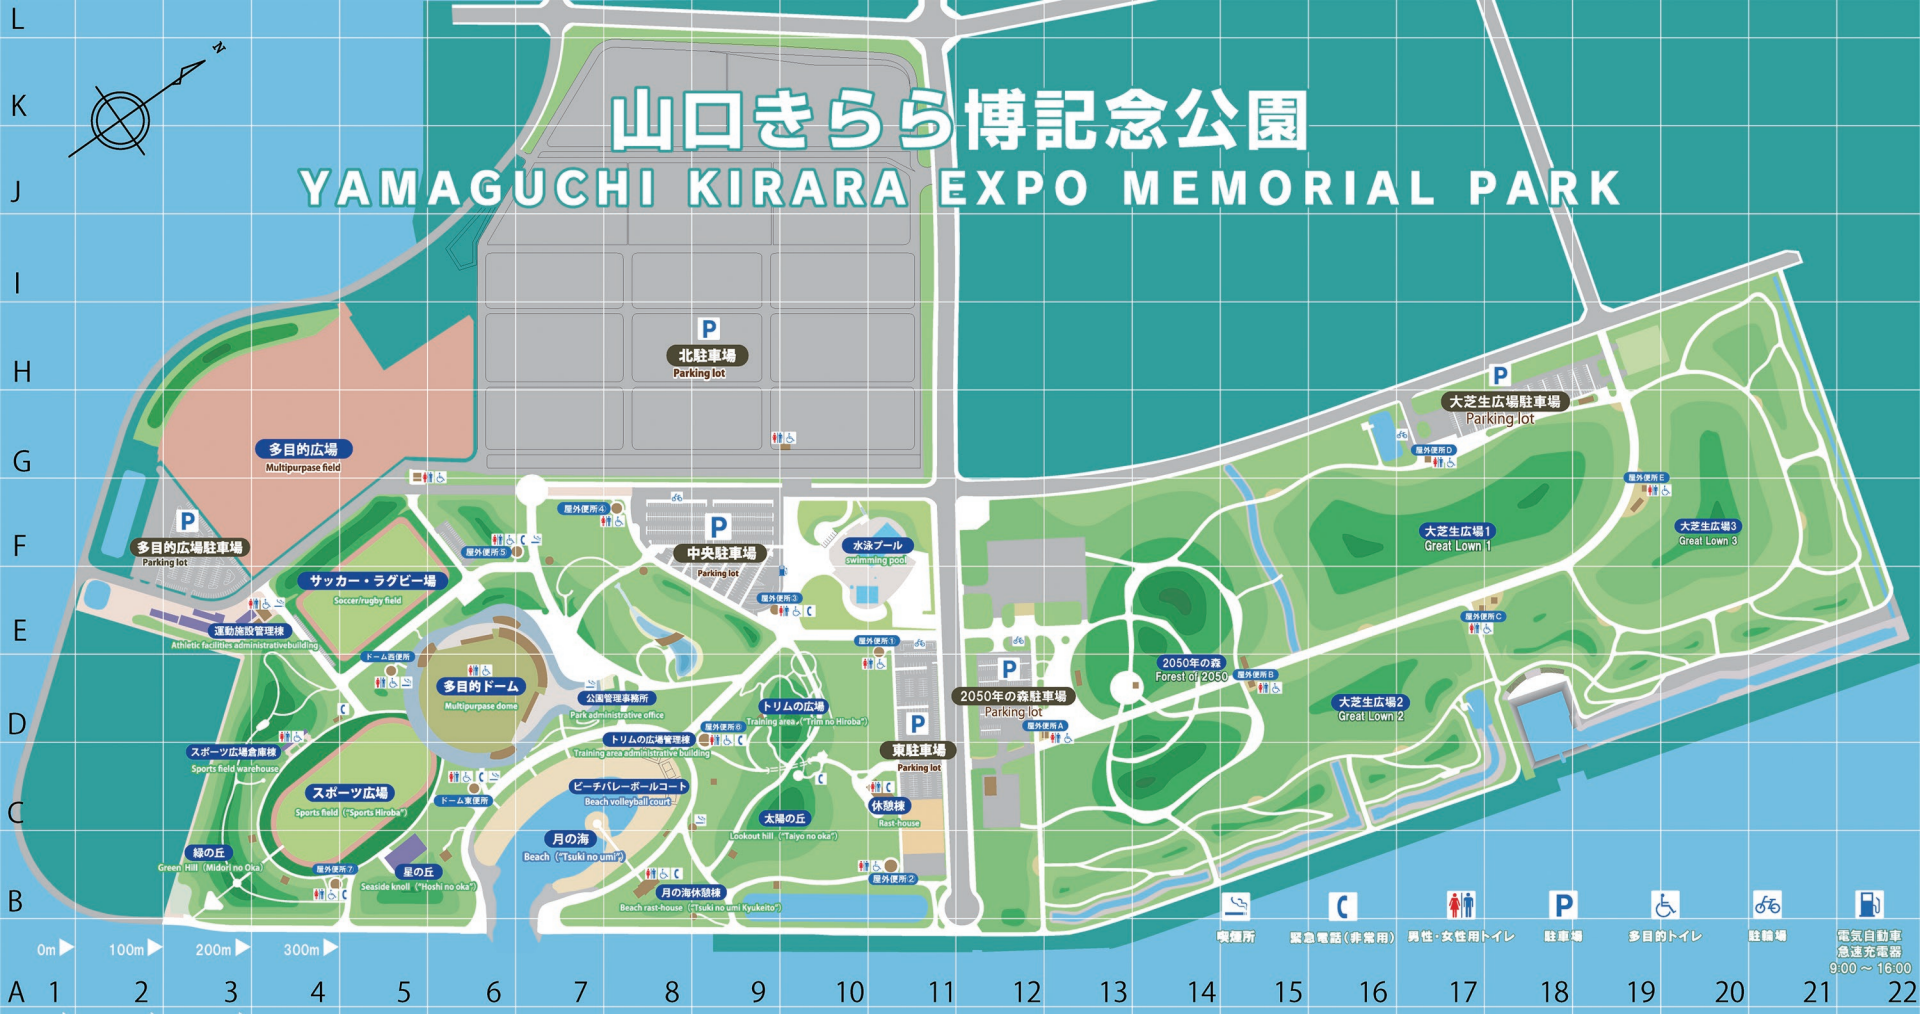 L
K
J
I
H
G
F
E
D
C
B
A
N
山口きらら博記念公園
YAMAGUCHI KIRARA EXPO MEMORIAL PARK
P
北駐車場
Parking lot
P
大芝生広場駐車場
Parking lot
多目的広場
Multipurpase field
屋外便所D
屋外便所E
P
多目的広場駐車場
Parking lot
屋外便所4
屋外便所5
P
中央駐車場
Parking lot
水泳プール
swimming pool
大芝生広場1
Great Lown 1
大芝生広場3
Great Lown 3
サッカー・ラグビー場
Soccer/rugby field
屋外便所3
運動施設管理棟
Athletic facilities administrativebuilding
屋外便所1
屋外便所C
ドーム西便所
多目的ドーム
Multipurpase dome
公園管理事務所
Park administrative office
トリムの広場
Training area ("Trim no Hiroba")
P
2050年の森駐車場
Parking lot
2050年の森
Forest of 2050
屋外便所B
大芝生広場2
Great Lown 2
屋外便所A
屋外便所6
トリムの広場管理棟
Training area administrative building
P
東駐車場
Parking lot
スポーツ広場倉庫棟
Sports field warehouse
スポーツ広場
Sports field ("Sports Hiroba")
ドーム東便所
ビーチバレーボールコート
Beach volleyball court
太陽の丘
Lookout hill ("Taiyo no oka")
休憩棟
Rast-house
月の海
Beach ("Tsuki no umi")
緑の丘
Green Hill (Midori no Oka)
屋外便所7
星の丘
Seaside knoll ("Hoshi no oka")
月の海休憩棟
Beach rast-house ("Tsuki no umi Kyukeito")
屋外便所2
P
喫煙所
緊急電話(非常用)
男性・女性用トイレ
駐車場
多目的トイレ
駐輪場
電気自動車
急速充電器
9:00 ～ 16:00
0m 100m 200m 300m
1 2 3 4 5 6 7 8 9 10 11 12 13 14 15 16 17 18 19 20 21 22